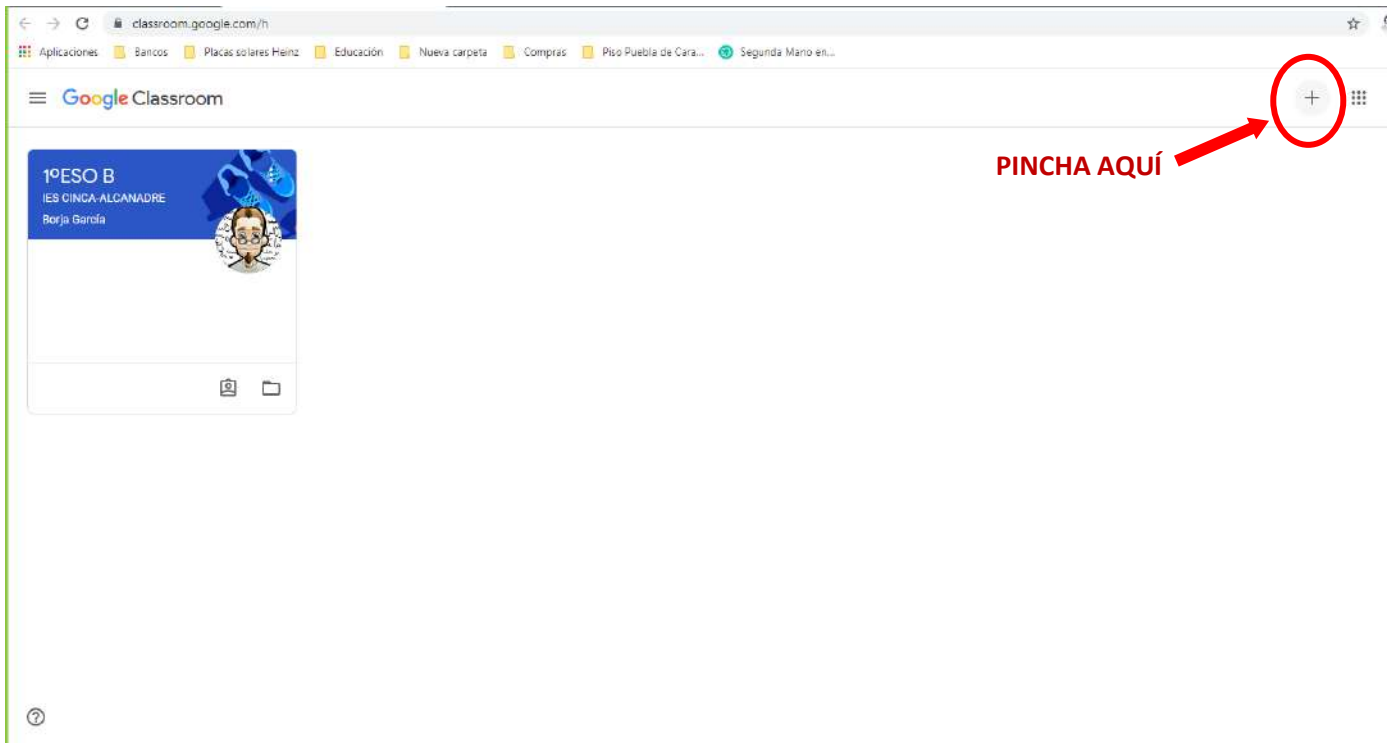 classroom.google.com/h
Aplicaciones Bancos Placas solares Heinz Educación Nueva carpeta Compras Piso Puebla de Cara... Segunda Mano en...
Google Classroom
PINCHA AQUÍ
1ºESO B
IES CINCA-ALCANADRE
Borja García